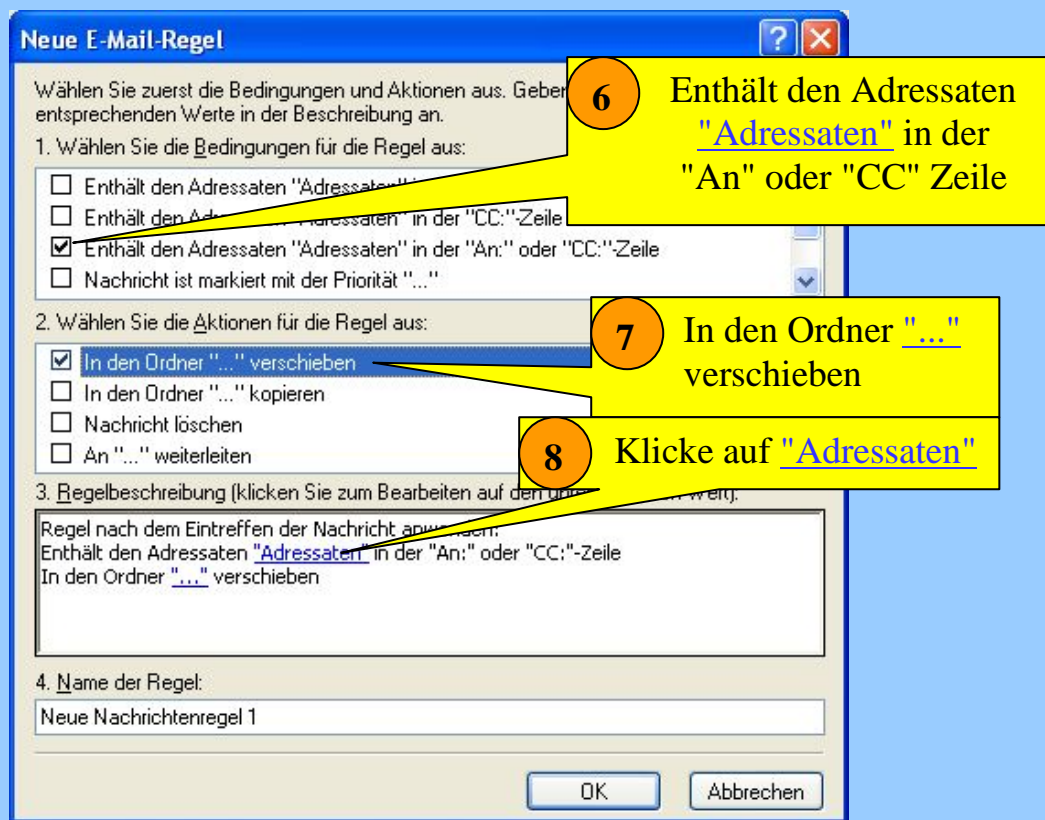 Neue E-Mail-Regel
Wählen Sie zuerst die Bedingungen und Aktionen aus. Geben
entsprechenden Werte in der Beschreibung an.
1. Wählen Sie die Bedingungen für die Regel aus:
Enthält den Adressaten "Adressaten"
Enthält den Adressaten "Adressaten" in der "CC:"-Zeile
Enthält den Adressaten "Adressaten" in der "An:" oder "CC:"-Zeile
Nachricht ist markiert mit der Priorität "..."
6
Enthält den Adressaten
"Adressaten" in der
"An" oder "CC" Zeile
2. Wählen Sie die Aktionen für die Regel aus:
In den Ordner "..." verschieben
In den Ordner "..." kopieren
Nachricht löschen
An "..." weiterleiten
7
In den Ordner "..."
verschieben
8
Klicke auf "Adressaten"
3. Regelbeschreibung (klicken Sie zum Bearbeiten auf den Wert):
Regel nach dem Eintreffen der Nachricht anwenden:
Enthält den Adressaten "Adressaten" in der "An:" oder "CC:"-Zeile
In den Ordner "..." verschieben
4. Name der Regel:
Neue Nachrichtenregel 1
OK
Abbrechen